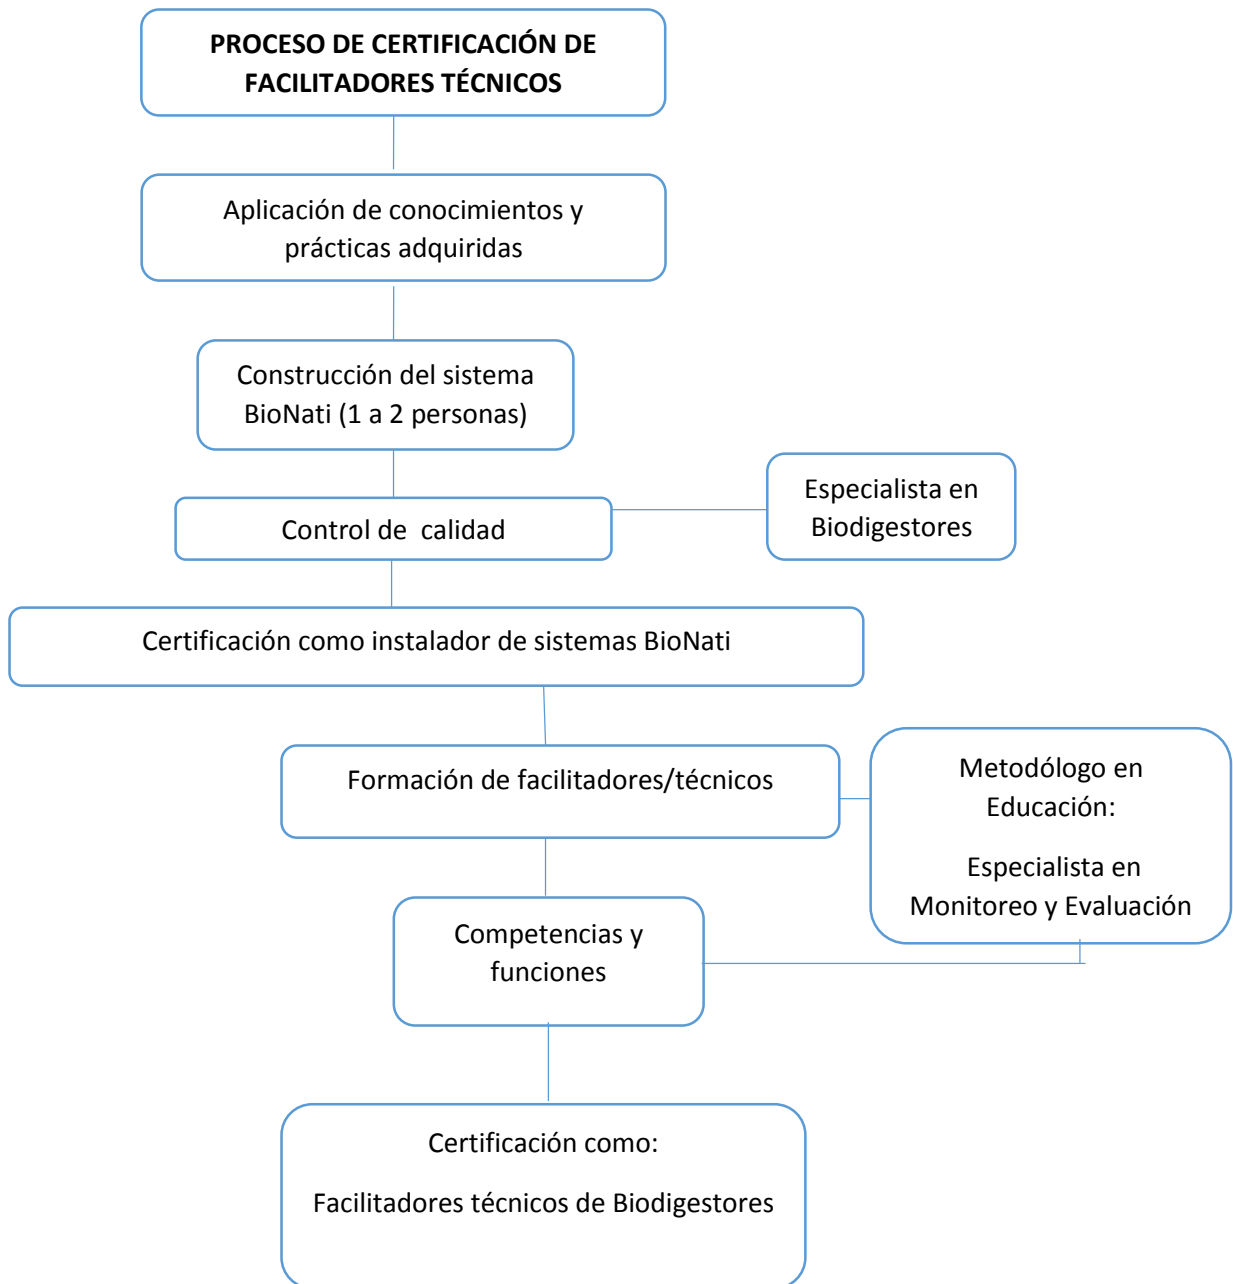 PROCESO DE CERTIFICACIÓN DE
FACILITADORES TÉCNICOS
Aplicación de conocimientos y
prácticas adquiridas
Construcción del sistema
BioNati (1 a 2 personas)
Especialista en
Biodigestores
Control de  calidad
Certificación como instalador de sistemas BioNati
Formación de facilitadores/técnicos
Metodólogo en
Educación:
Especialista en
Monitoreo y Evaluación
Competencias y
funciones
Certificación como:
Facilitadores técnicos de Biodigestores